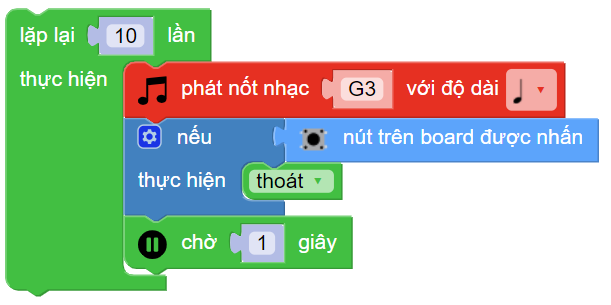 lặp lại 10 lần
thực hiện
phát nốt nhạc G3 với độ dài
nếu nút trên board được nhấn
thực hiện thoát
chờ 1 giây